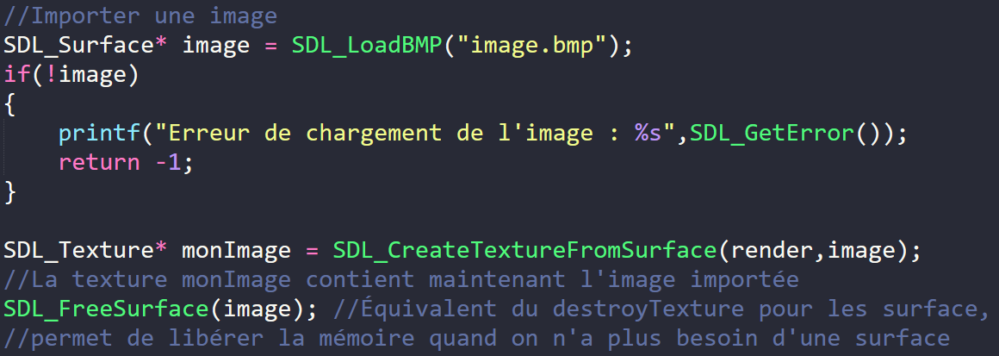 //Importer une image
SDL_Surface* image = SDL_LoadBMP("image.bmp");
if(!image)
{
    printf("Erreur de chargement de l'image : %s",SDL_GetError());
    return -1;
}

SDL_Texture* monImage = SDL_CreateTextureFromSurface(render,image);
//La texture monImage contient maintenant l'image importée
SDL_FreeSurface(image); //Équivalent du destroyTexture pour les surface,
//permet de libérer la mémoire quand on n'a plus besoin d'une surface